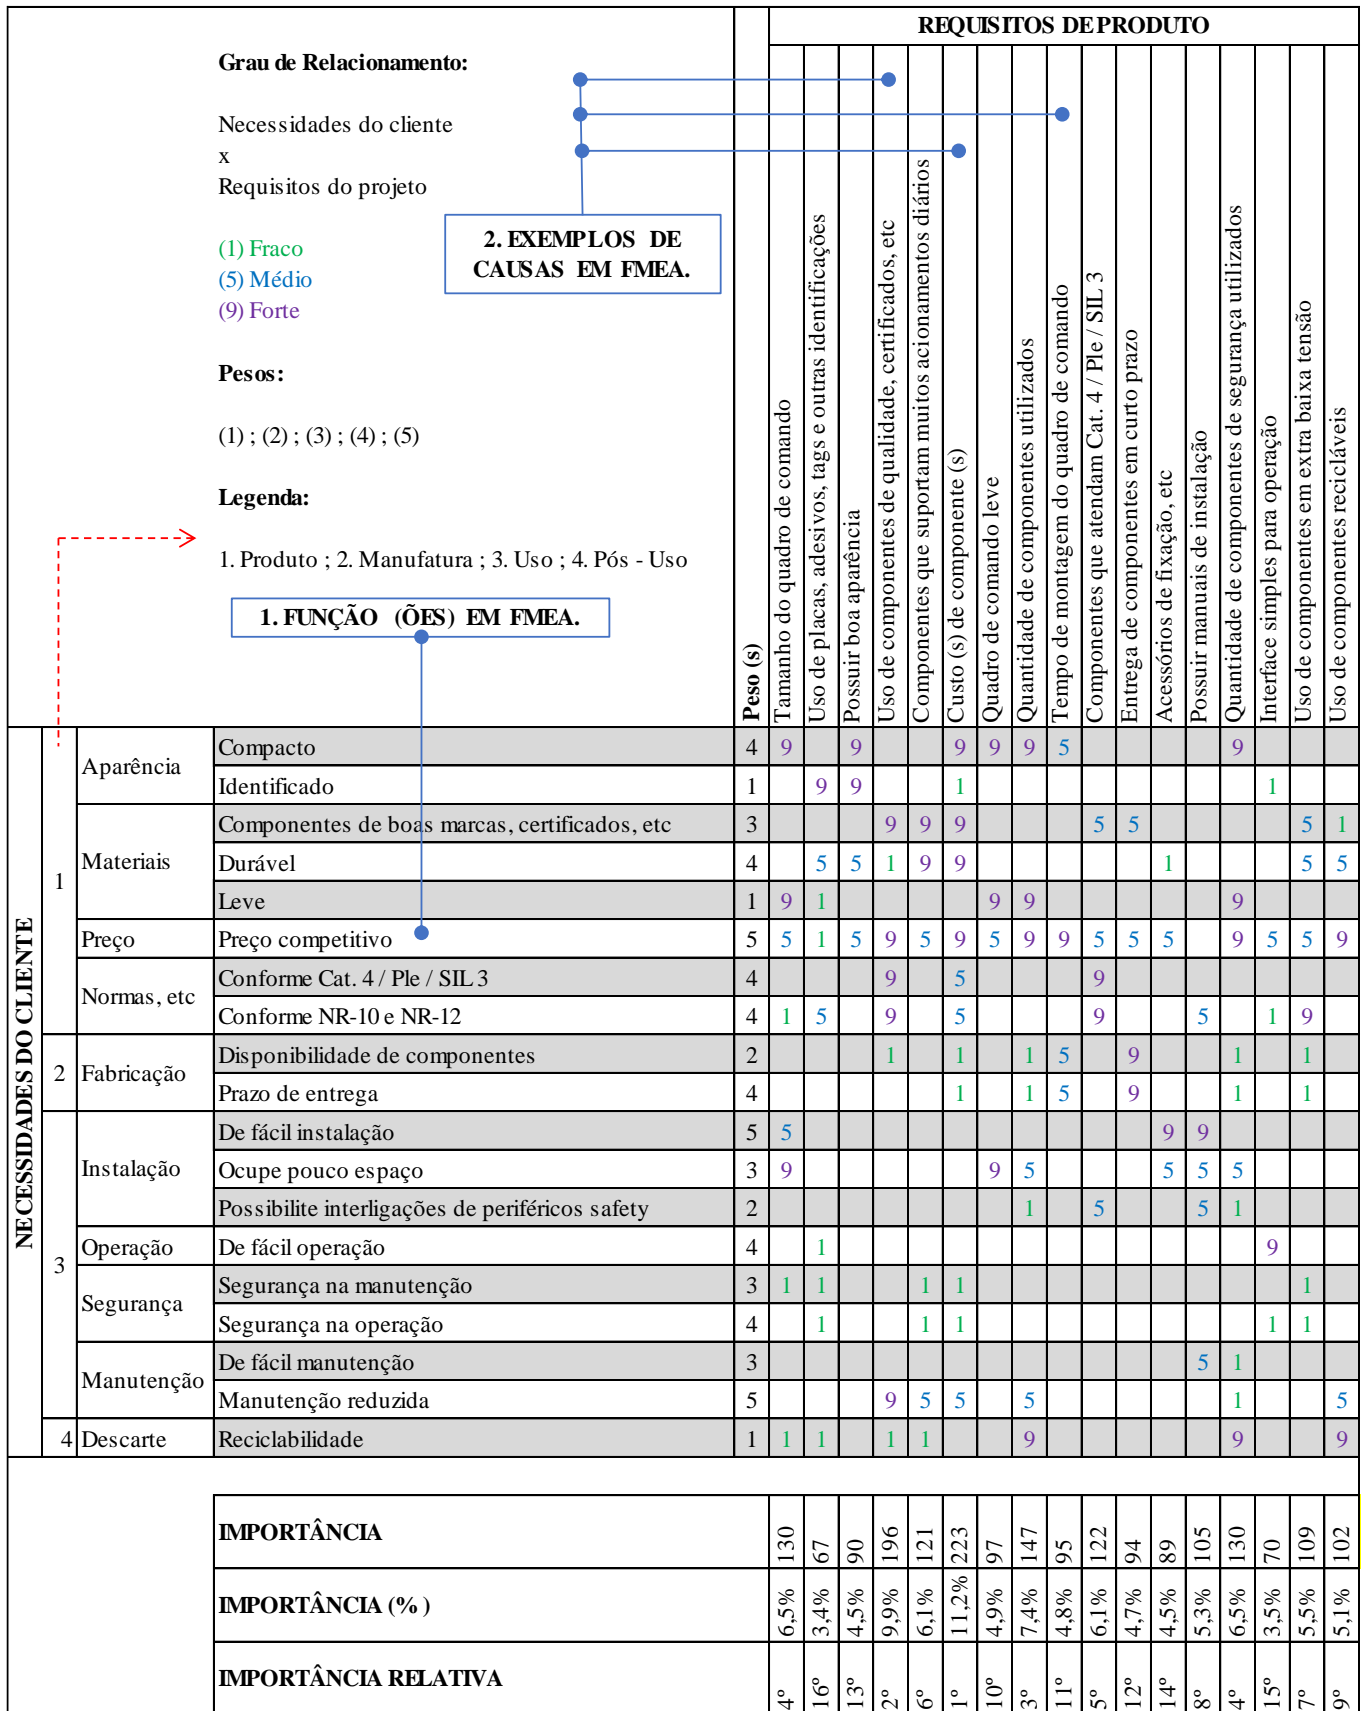 REQUISITOS DE PRODUTO
Grau de Relacionamento:
Necessidades do cliente
x
Requisitos do projeto
(1) Fraco
(5) Médio
(9) Forte
2. EXEMPLOS DE
CAUSAS EM FMEA.
Pesos:
(1) ; (2) ; (3) ; (4) ; (5)
Legenda:
1. Produto ; 2. Manufatura ; 3. Uso ; 4. Pós - Uso
1. FUNÇÃO (ÕES) EM FMEA.
Peso (s)
Tamanho do quadro de comando
Uso de placas, adesivos, tags e outras identificações
Possuir boa aparência
Uso de componentes de qualidade, certificados, etc
Componentes que suportam muitos acionamentos diários
Custo (s) de componente (s)
Quadro de comando leve
Quantidade de componentes utilizados
Tempo de montagem do quadro de comando
Componentes que atendam Cat. 4 / Ple / SIL 3
Entrega de componentes em curto prazo
Acessórios de fixação, etc
Possuir manuais de instalação
Quantidade de componentes de segurança utilizados
Interface simples para operação
Uso de componentes em extra baixa tensão
Uso de componentes recicláveis
NECESSIDADES DO CLIENTE
1
Aparência
Compacto 4 9 9 9 9 9 5 9
Identificado 1 9 9 1 1
Materiais
Componentes de boas marcas, certificados, etc 3 9 9 9 5 5 5 1
Durável 4 5 5 1 9 9 1 5 5
Leve 1 9 1 9 9 9
Preço
Preço competitivo 5 5 1 5 9 5 9 5 9 9 5 5 5 9 5 5 9
Normas, etc
Conforme Cat. 4 / Ple / SIL 3 4 9 5 9
Conforme NR-10 e NR-12 4 1 5 9 5 9 5 1 9
2
Fabricação
Disponibilidade de componentes 2 1 1 1 5 9 1 1
Prazo de entrega 4 1 1 5 9 1 1
3
Instalação
De fácil instalação 5 5 9 9
Ocupe pouco espaço 3 9 9 5 5 5 5
Possibilite interligações de periféricos safety 2 1 5 5 1
Operação
De fácil operação 4 1 9
Segurança
Segurança na manutenção 3 1 1 1 1 1
Segurança na operação 4 1 1 1 1 1
Manutenção
De fácil manutenção 3 5 1
Manutenção reduzida 5 9 5 5 5 1 5
4 Descarte
Reciclabilidade 1 1 1 1 1 9 9 9
IMPORTÂNCIA 130 67 90 196 121 223 97 147 95 122 94 89 105 130 70 109 102
IMPORTÂNCIA (%) 6,5% 3,4% 4,5% 9,9% 6,1% 11,2% 4,9% 7,4% 4,8% 6,1% 4,7% 4,5% 5,3% 6,5% 3,5% 5,5% 5,1%
IMPORTÂNCIA RELATIVA 4º 16º 13º 2º 6º 1º 10º 3º 11º 5º 12º 14º 8º 4º 15º 7º 9º